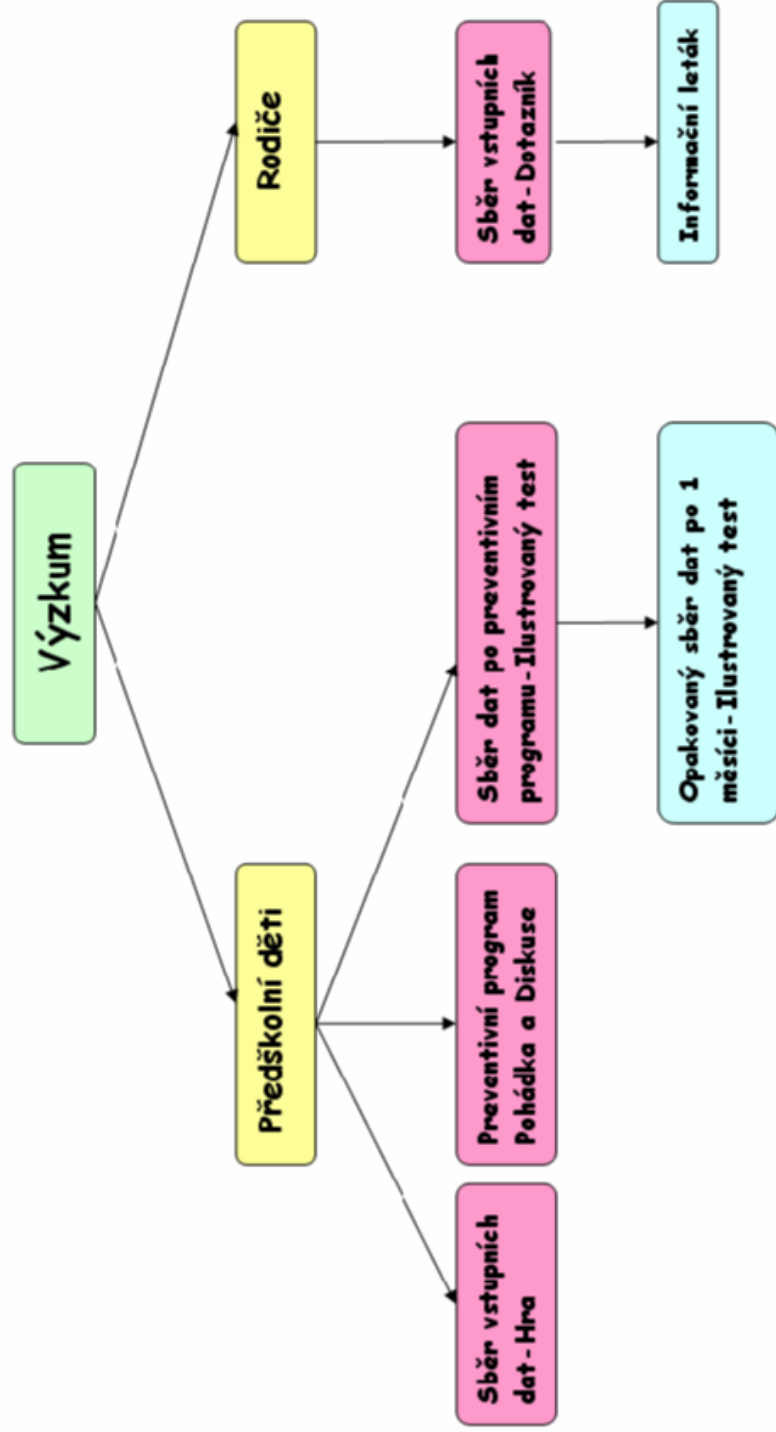 Výzkum
Předškolní děti
Rodiče
Sběr vstupních
dat-Hra
Preventivní program
Pohádka a Diskuse
Sběr dat po preventivním
programu-Ilustrovaný test
Sběr vstupních
dat-Dotazník
Opakovaný sběr dat po 1
měsíci-Ilustrovaný test
Informační leták